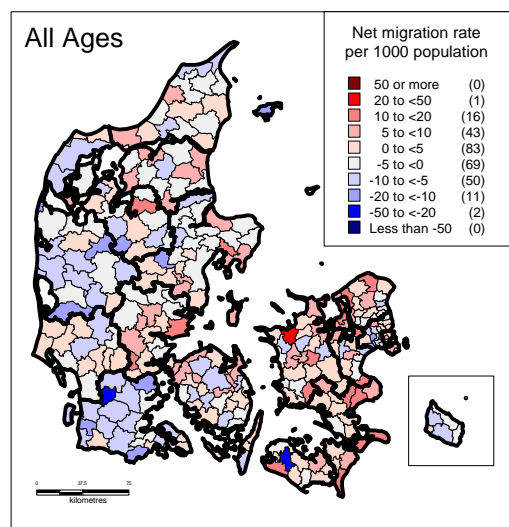 All Ages
Net migration rate
per 1000 population
50 or more (0)
20 to <50 (1)
10 to <20 (16)
5 to <10 (43)
0 to <5 (83)
-5 to <0 (69)
-10 to <-5 (50)
-20 to <-10 (11)
-50 to <-20 (2)
Less than -50 (0)
0 37.5 75
kilometres